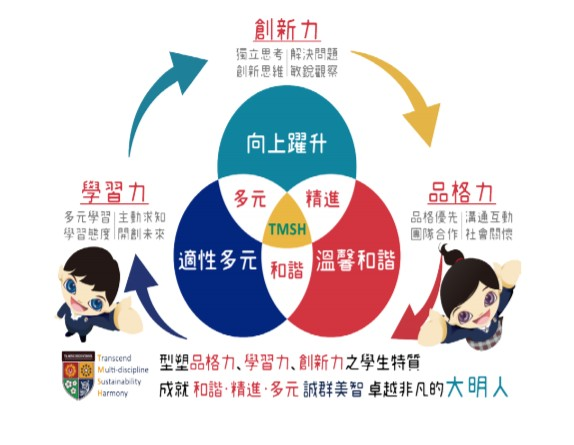 創新力
獨立思考|解決問題
創新思維|敏銳觀察
向上躍升
學習力
多元學習|主動求知
學習態度|開創未來
品格力
品格優先|溝通互動
團隊合作|社會關懷
多元
精進
TMSH
適性多元
和諧
溫馨和諧
Transcend
Multi-discipline
Sustainability
Harmony
型塑品格力、學習力、創新力之學生特質
成就 和諧·精進·多元 誠群美智 卓越非凡的大明人